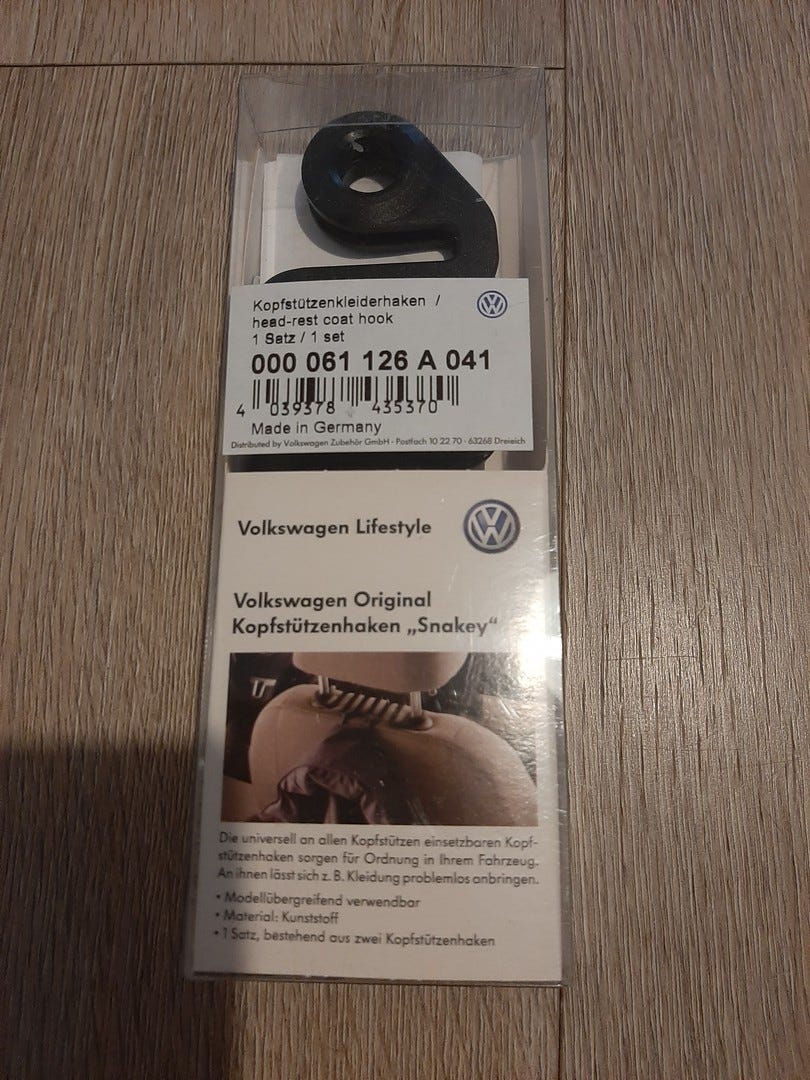 Kopfstützenkleiderhaken /
head-rest coat hook
1 Satz / 1 set
000 061 126 A 041
4 039378 435370
Made in Germany
Distributed by Volkswagen Zubehör GmbH · Postfach 10 22 70 · 63268 Dreieich
Volkswagen Lifestyle
Volkswagen Original
Kopfstützenhaken „Snakey“
Die universell an allen Kopfstützen einsetzbaren Kopf-
stützenhaken sorgen für Ordnung in Ihrem Fahrzeug.
An ihnen lässt sich z. B. Kleidung problemlos anbringen.
• Modellübergreifend verwendbar
• Material: Kunststoff
• 1 Satz, bestehend aus zwei Kopfstützenhaken